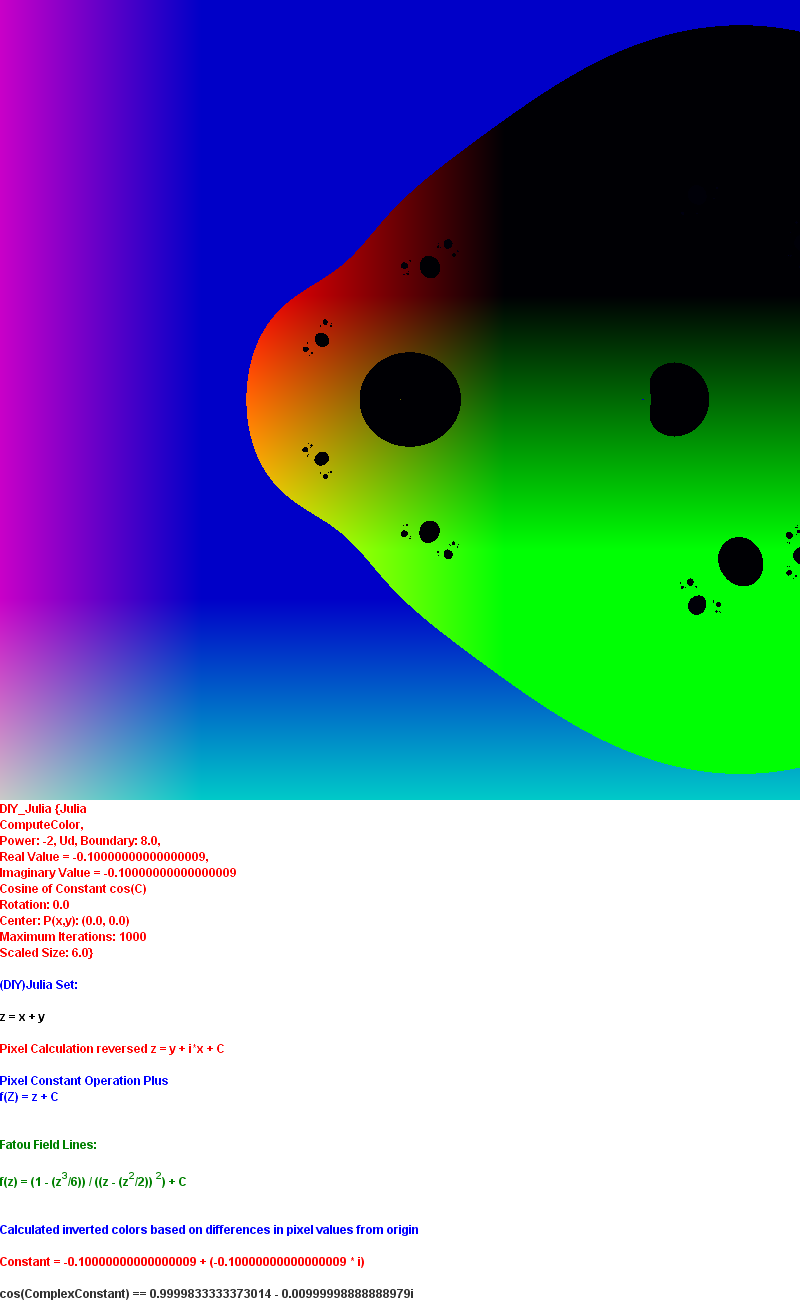 DIY_Julia {Julia
ComputeColor,
Power: -2, Ud, Boundary: 8.0,
Real Value = -0.10000000000000009,
Imaginary Value = -0.10000000000000009
Cosine of Constant cos(C)
Rotation: 0.0
Center: P(x,y): (0.0, 0.0)
Maximum Iterations: 1000
Scaled Size: 6.0}
(DIY)Julia Set:
z = x + y
Pixel Calculation reversed z = y + i*x + C
Pixel Constant Operation Plus
f(Z) = z + C
Fatou Field Lines:
f(z) = (1 - (z³/6)) / ((z - (z²/2)) ²) + C
Calculated inverted colors based on differences in pixel values from origin
Constant = -0.10000000000000009 + (-0.10000000000000009 * i)
cos(ComplexConstant) == 0.9999833333373014 - 0.00999998888888979i